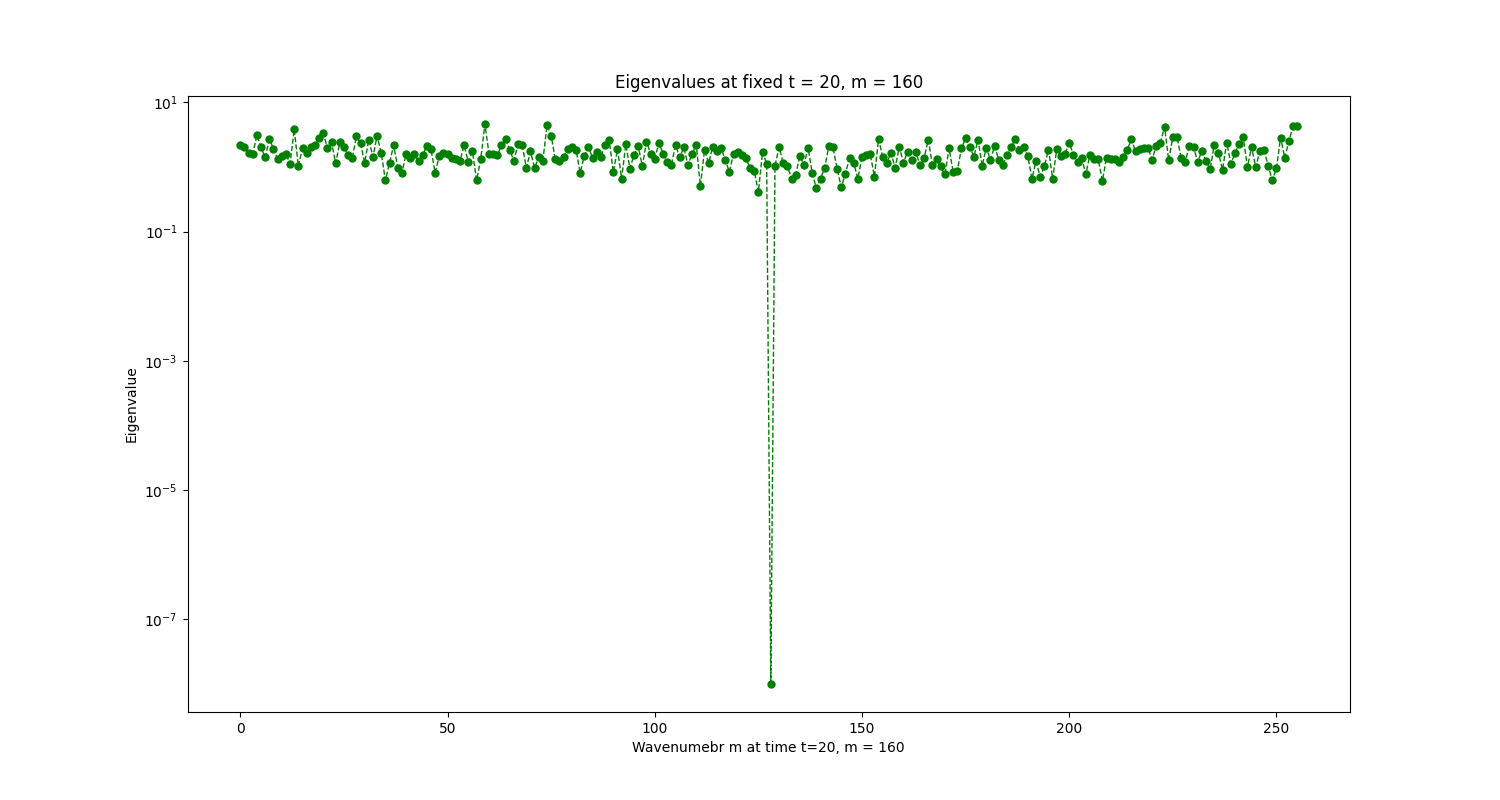 Eigenvalues at fixed t = 20, m = 160
10^1
10^-1
10^-3
10^-5
10^-7
Eigenvalue
0 50 100 150 200 250
Wavenumebr m at time t=20, m = 160